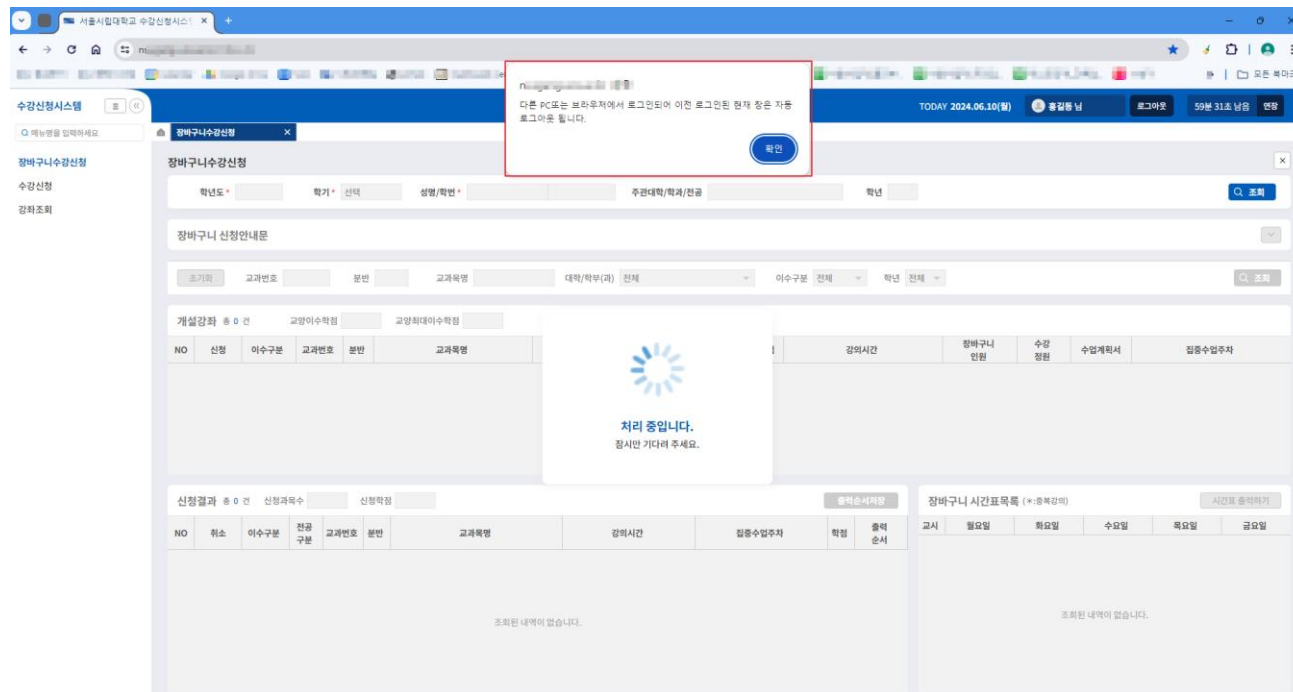 서울시립대학교 수강신청시스
다른 PC또는 브라우저에서 로그인되어 이전 로그인된 현재 창은 자동
로그아웃 됩니다.
확인
모든 북마크
수강신청시스템
TODAY 2024.06.10(월) 홍길동 님 로그아웃 59분 31초 남음 연장
메뉴명을 입력하세요 장바구니수강신청 X
장바구니수강신청
수강신청
강좌조회
장바구니수강신청
학년도* 학기* 선택 성명/학번* 주관대학/학과/전공 학년 조회
장바구니 신청안내문
초기화 교과번호 분반 교과목명 대학/학부(과) 전체 이수구분 전체 학년 전체 조회
개설강좌 총 0 건 교양이수학점 교양최대이수학점
NO 신청 이수구분 교과번호 분반 교과목명 강의시간 장바구니 인원 수강 정원 수업계획서 집중수업주차
처리 중입니다.
잠시만 기다려 주세요.
신청결과 총 0 건 신청과목수 신청학점 출력순서저장
NO 취소 이수구분 전공 구분 교과번호 분반 교과목명 강의시간 집중수업주차 학점 출력 순서
조회된 내역이 없습니다.
장바구니 시간표목록 (*:중복강의) 시간표 출력하기
교시 월요일 화요일 수요일 목요일 금요일
조회된 내역이 없습니다.